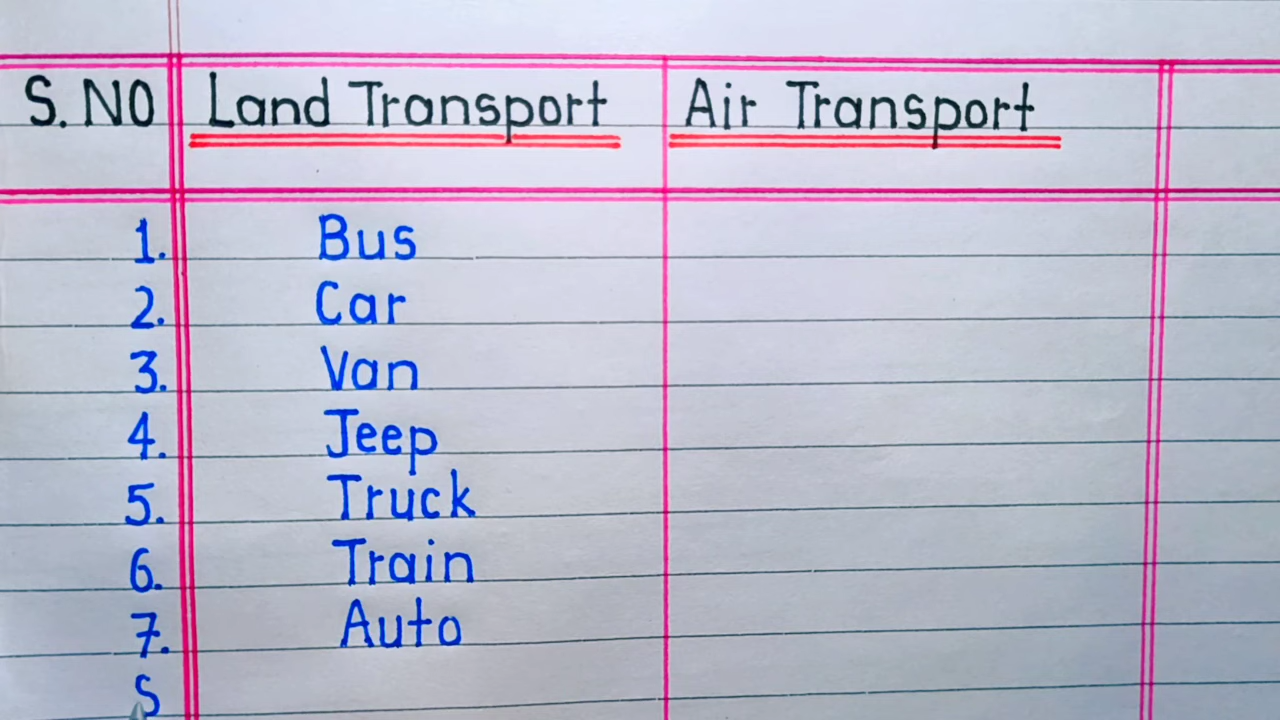 S. NO Land Transport Air Transport
1. Bus
2. Car
3. Van
4. Jeep
5. Truck
6. Train
7. Auto